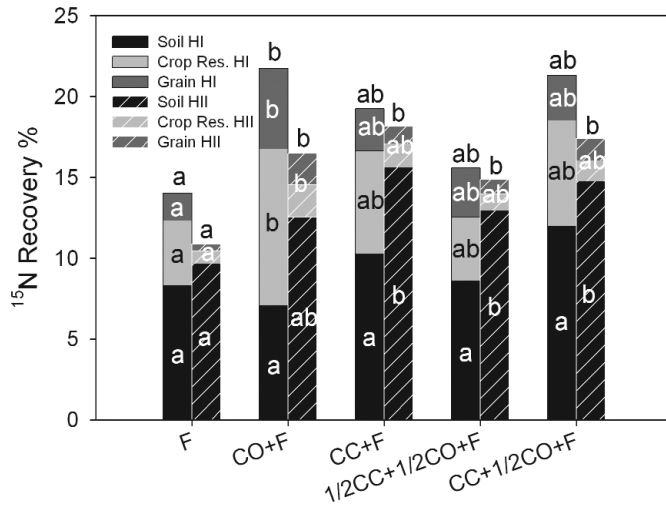 25
20
15
10
5
0
15N Recovery %
Soil HI
Crop Res. HI
Grain HI
Soil HII
Crop Res. HII
Grain HII
a
a
a
a
a
a
a
b
b
b
a
b
b
ab
ab
ab
ab
a
b
ab
b
ab
ab
ab
a
b
ab
b
ab
ab
ab
a
b
ab
b
F
CO+F
CC+F
1/2CC+1/2CO+F
CC+1/2CO+F